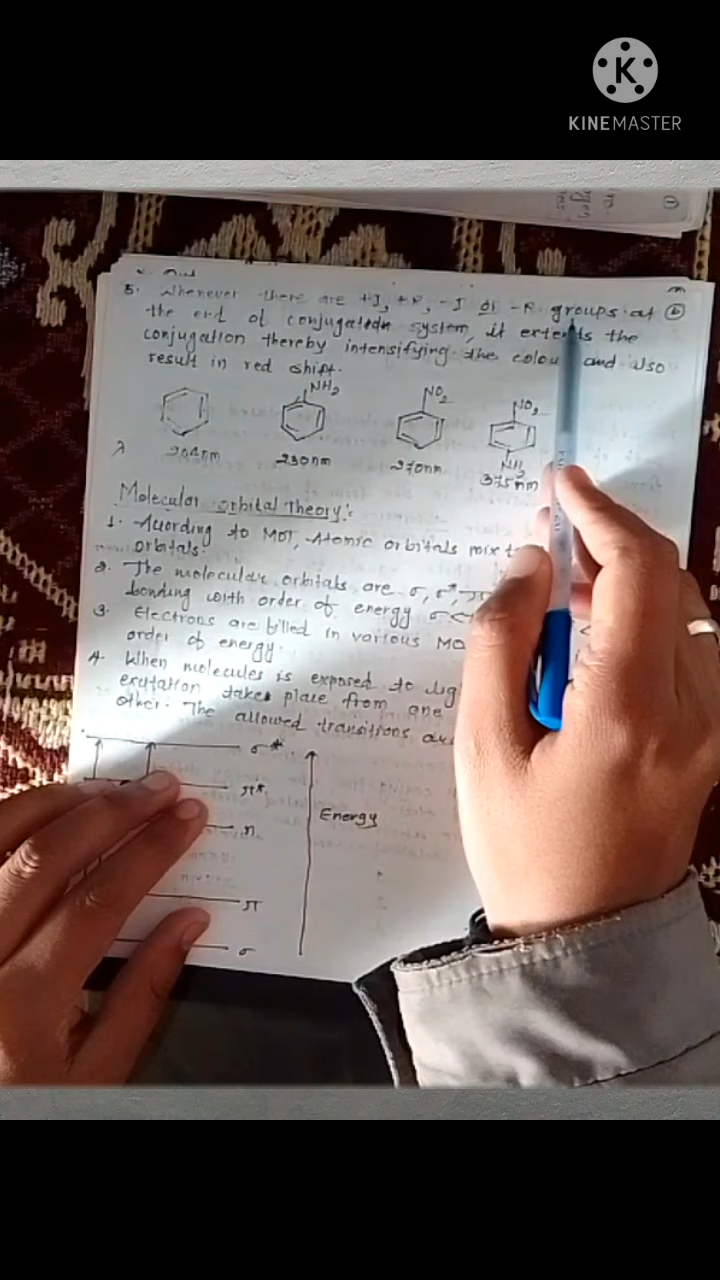 KINEMASTER
5. Whenever there are +I, +R, -I or -R groups at 6
the end of conjugated system, it extends the
conjugation thereby intensifying the colou and also
result in red shift.
NH2 NO2 NO2
NH2
λ 204nm 230nm 270nm 375nm
Molecular orbital Theory:
1. Acording to MOT, Atomic orbitals mix t
orbitals.
2. The molecular orbitals are σ, σ*, π
bonding with order of energy σ<
3. Electrons are filled in various MO
order of energy.
4. When molecules is exposed to lig
exitation takes place from one
other. The allowed transitions are
σ*
π*
Energy
n
π
σ